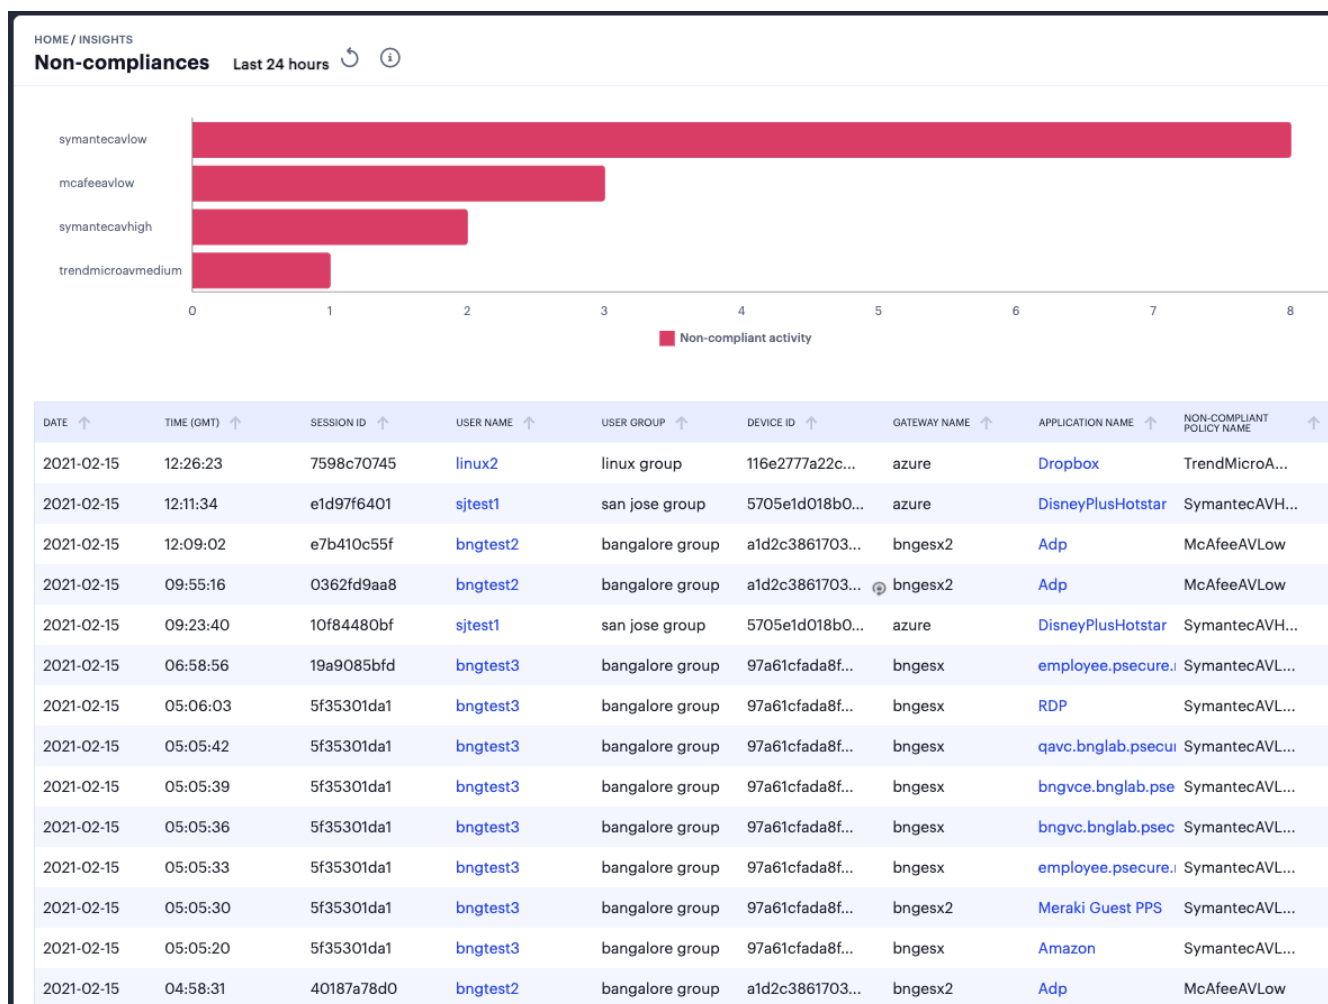 HOME / INSIGHTS
Non-compliances Last 24 hours
symantecavlow
mcafeeavlow
symantecavhigh
trendmicroavmedium
0 1 2 3 4 5 6 7 8
Non-compliant activity
DATE TIME (GMT) SESSION ID USER NAME USER GROUP DEVICE ID GATEWAY NAME APPLICATION NAME NON-COMPLIANT POLICY NAME
2021-02-15 12:26:23 7598c70745 linux2 linux group 116e2777a22c... azure Dropbox TrendMicroA...
2021-02-15 12:11:34 e1d97f6401 sjtest1 san jose group 5705e1d018b0... azure DisneyPlusHotstar SymantecAVH...
2021-02-15 12:09:02 e7b410c55f bngtest2 bangalore group a1d2c3861703... bngesx2 Adp McAfeeAVLow
2021-02-15 09:55:16 0362fd9aa8 bngtest2 bangalore group a1d2c3861703... bngesx2 Adp McAfeeAVLow
2021-02-15 09:23:40 10f84480bf sjtest1 san jose group 5705e1d018b0... azure DisneyPlusHotstar SymantecAVH...
2021-02-15 06:58:56 19a9085bfd bngtest3 bangalore group 97a61cfada8f... bngesx employee.psecure. SymantecAVL...
2021-02-15 05:06:03 5f35301da1 bngtest3 bangalore group 97a61cfada8f... bngesx RDP SymantecAVL...
2021-02-15 05:05:42 5f35301da1 bngtest3 bangalore group 97a61cfada8f... bngesx qavc.bnglab.psecu SymantecAVL...
2021-02-15 05:05:39 5f35301da1 bngtest3 bangalore group 97a61cfada8f... bngesx bngvce.bnglab.pse SymantecAVL...
2021-02-15 05:05:36 5f35301da1 bngtest3 bangalore group 97a61cfada8f... bngesx bngvc.bnglab.psec SymantecAVL...
2021-02-15 05:05:33 5f35301da1 bngtest3 bangalore group 97a61cfada8f... bngesx employee.psecure. SymantecAVL...
2021-02-15 05:05:30 5f35301da1 bngtest3 bangalore group 97a61cfada8f... bngesx2 Meraki Guest PPS SymantecAVL...
2021-02-15 05:05:20 5f35301da1 bngtest3 bangalore group 97a61cfada8f... bngesx Amazon SymantecAVL...
2021-02-15 04:58:31 40187a78d0 bngtest2 bangalore group a1d2c3861703... bngesx2 Adp McAfeeAVLow